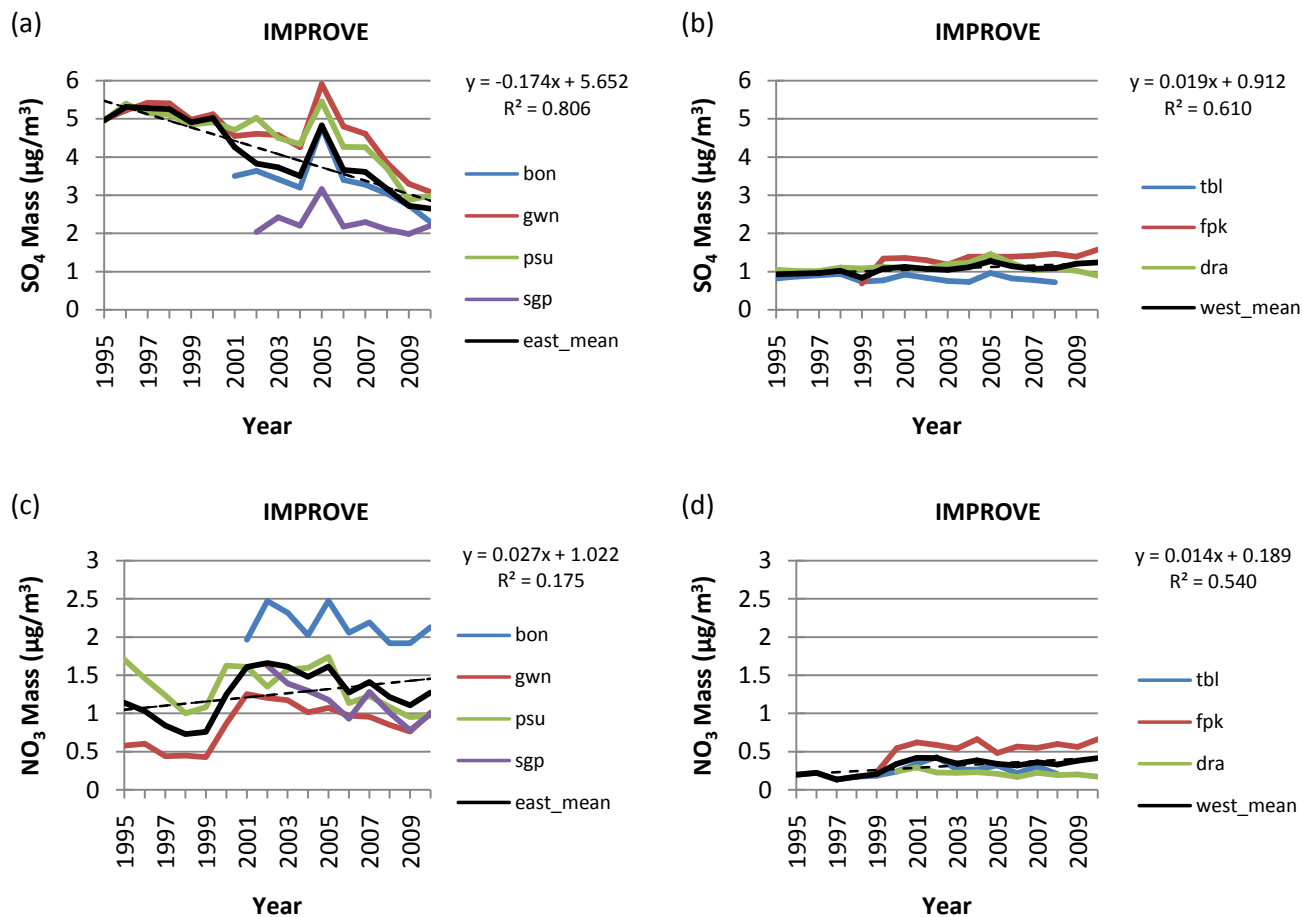 (a)
IMPROVE
y = -0.174x + 5.652
R² = 0.806
SO₄ Mass (µg/m³)
6
5
4
3
2
1
0
1995
1997
1999
2001
2003
2005
2007
2009
Year
bon
gwn
psu
sgp
east_mean
(b)
IMPROVE
y = 0.019x + 0.912
R² = 0.610
SO₄ Mass (µg/m³)
6
5
4
3
2
1
0
1995
1997
1999
2001
2003
2005
2007
2009
Year
tbl
fpk
dra
west_mean
(c)
IMPROVE
y = 0.027x + 1.022
R² = 0.175
NO₃ Mass (µg/m³)
3
2.5
2
1.5
1
0.5
0
1995
1997
1999
2001
2003
2005
2007
2009
Year
bon
gwn
psu
sgp
east_mean
(d)
IMPROVE
y = 0.014x + 0.189
R² = 0.540
NO₃ Mass (µg/m³)
3
2.5
2
1.5
1
0.5
0
1995
1997
1999
2001
2003
2005
2007
2009
Year
tbl
fpk
dra
west_mean